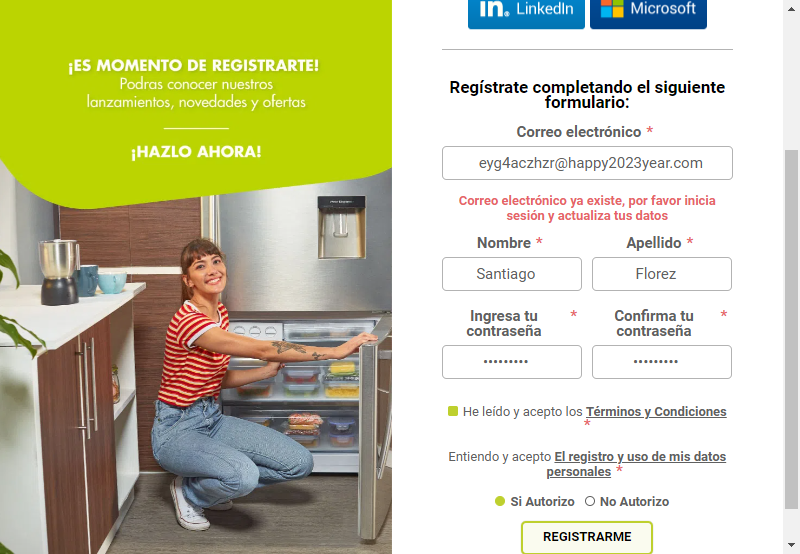 ¡ES MOMENTO DE REGISTRARTE!
Podras conocer nuestros
lanzamientos, novedades y ofertas
¡HAZLO AHORA!
in. LinkedIn
Microsoft
Regístrate completando el siguiente
formulario:
Correo electrónico *
eyg4aczhzr@happy2023year.com
Correo electrónico ya existe, por favor inicia
sesión y actualiza tus datos
Nombre *
Apellido *
Santiago
Florez
Ingresa tu
contraseña *
Confirma tu
contraseña *
•••••••••
•••••••••
He leído y acepto los Términos y Condiciones
*
Entiendo y acepto El registro y uso de mis datos
personales *
Si Autorizo
No Autorizo
REGISTRARME